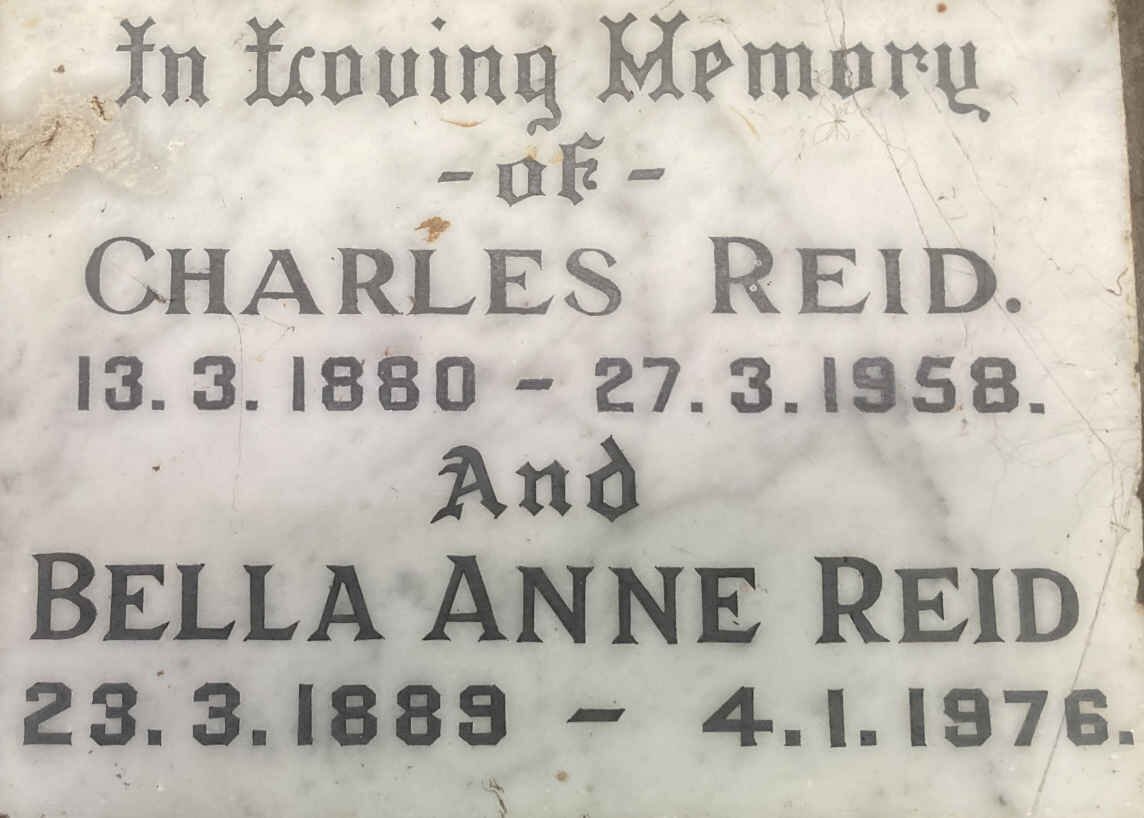 In Loving Memory
- of -
CHARLES REID.
13. 3. 1880 - 27. 3. 1958.
And
BELLA ANNE REID
23. 3. 1889 - 4. 1. 1976.